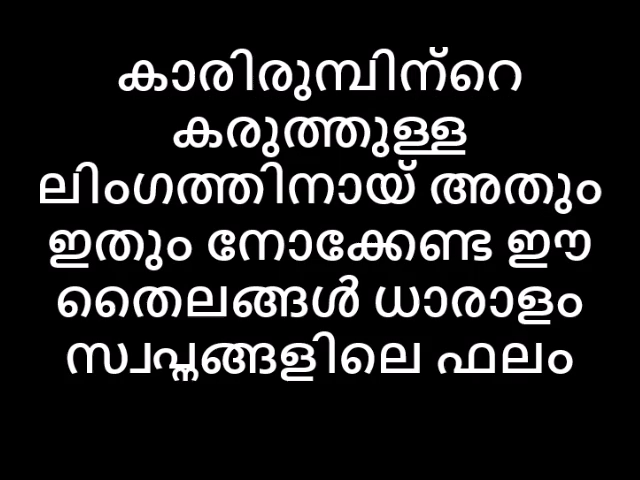 കാരിരുമ്പിന്റെ
കരുത്തുള്ള
ലിംഗത്തിനായ് അതും
ഇതും നോക്കേണ്ട ഈ
തൈലങ്ങൾ ധാരാളം
സ്വപ്നങ്ങളിലെ ഫലം